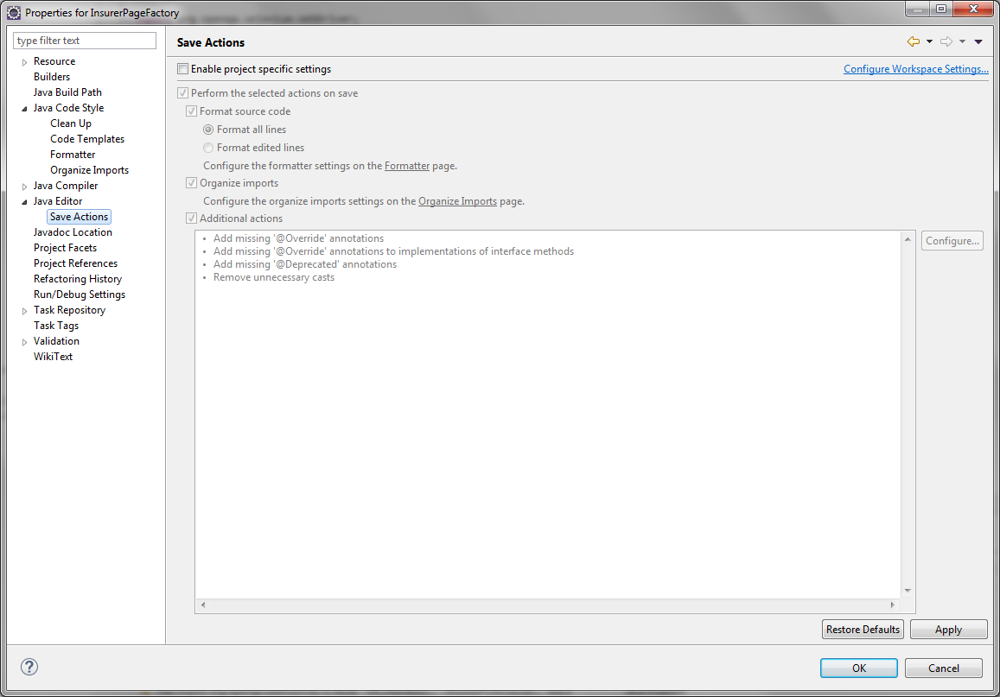 Properties for InsurerPageFactory
type filter text
Resource
Builders
Java Build Path
Java Code Style
Clean Up
Code Templates
Formatter
Organize Imports
Java Compiler
Java Editor
Save Actions
Javadoc Location
Project Facets
Project References
Refactoring History
Run/Debug Settings
Task Repository
Task Tags
Validation
WikiText
Save Actions
Enable project specific settings
Configure Workspace Settings...
Perform the selected actions on save
Format source code
Format all lines
Format edited lines
Configure the formatter settings on the Formatter page.
Organize imports
Configure the organize imports settings on the Organize Imports page.
Additional actions
• Add missing '@Override' annotations
• Add missing '@Override' annotations to implementations of interface methods
• Add missing '@Deprecated' annotations
• Remove unnecessary casts
Configure...
Restore Defaults
Apply
?
OK
Cancel